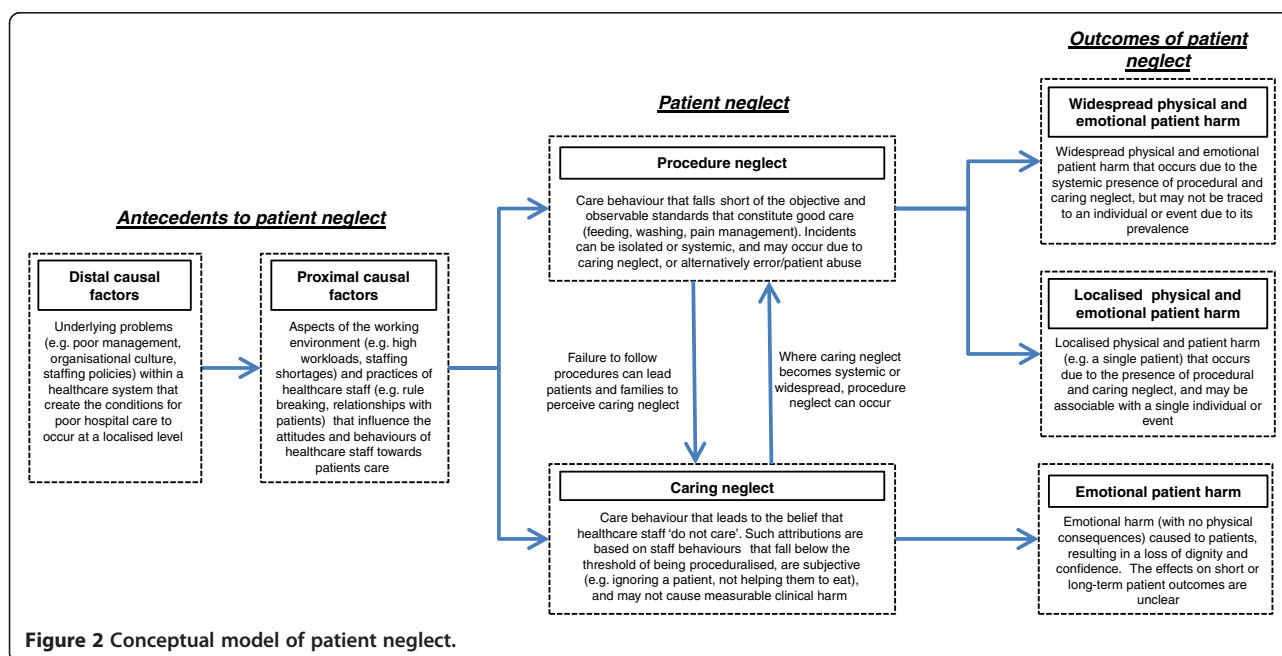 Antecedents to patient neglect
Distal causal
factors
Underlying problems
(e.g. poor management,
organisational culture,
staffing policies) within a
healthcare system that
create the conditions for
poor hospital care to
occur at a localised level
Proximal causal
factors
Aspects of the working
environment (e.g. high
workloads, staffing
shortages) and practices of
healthcare staff (e.g. rule
breaking, relationships with
patients) that influence the
attitudes and behaviours of
healthcare staff towards
patients care
Patient neglect
Procedure neglect
Care behaviour that falls short of the objective and
observable standards that constitute good care
(feeding, washing, pain management). Incidents
can be isolated or systemic, and may occur due to
caring neglect, or alternatively error/patient abuse
Failure to follow
procedures can lead
patients and families to
perceive caring neglect
Where caring neglect
becomes systemic or
widespread, procedure
neglect can occur
Caring neglect
Care behaviour that leads to the belief that
healthcare staff 'do not care'. Such attributions are
based on staff behaviours that fall below the
threshold of being proceduralised, are subjective
(e.g. ignoring a patient, not helping them to eat),
and may not cause measurable clinical harm
Outcomes of patient
neglect
Widespread physical and
emotional patient harm
Widespread physical and emotional
patient harm that occurs due to the
systemic presence of procedural and
caring neglect, but may not be traced
to an individual or event due to its
prevalence
Localised physical and
emotional patient harm
Localised physical and patient harm
(e.g. a single patient) that occurs
due to the presence of procedural
and caring neglect, and may be
associable with a single individual or
event
Emotional patient harm
Emotional harm (with no physical
consequences) caused to patients,
resulting in a loss of dignity and
confidence. The effects on short or
long-term patient outcomes are
unclear
Figure 2 Conceptual model of patient neglect.